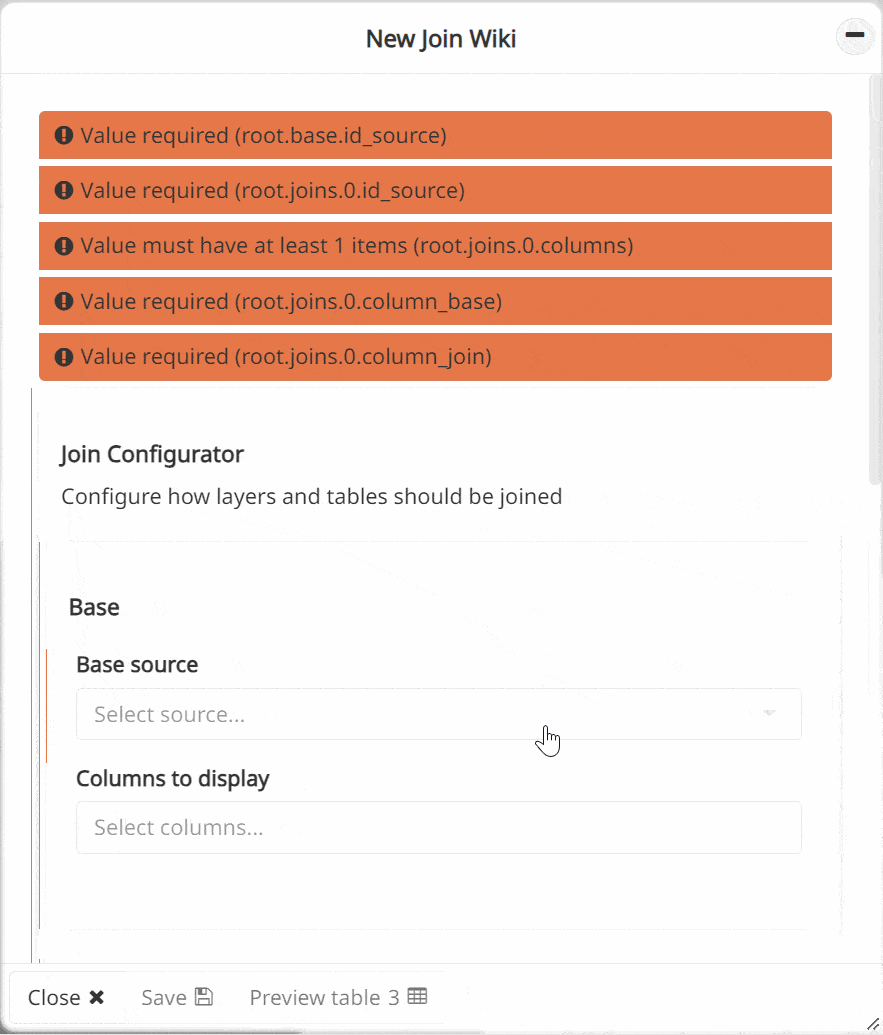 New Join Wiki
Value required (root.base.id_source)
Value required (root.joins.0.id_source)
Value must have at least 1 items (root.joins.0.columns)
Value required (root.joins.0.column_base)
Value required (root.joins.0.column_join)
Join Configurator
Configure how layers and tables should be joined
Base
Base source
Select source...
Columns to display
Select columns...
Close Save Preview table 3